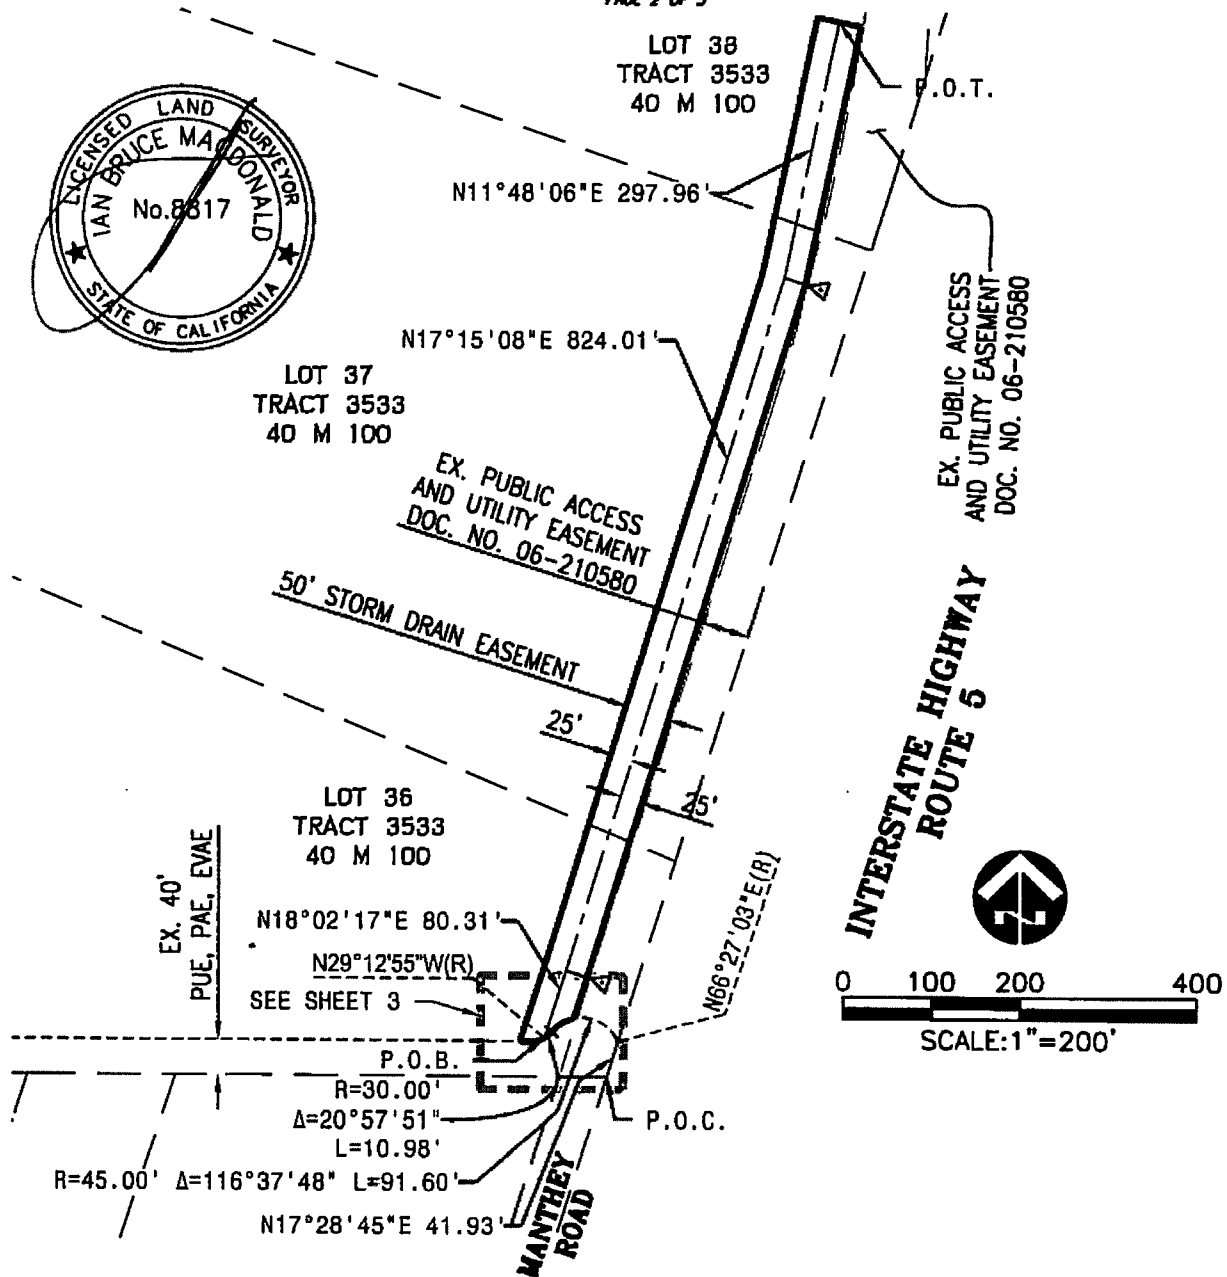 PAGE 2 OF 3
LOT 38
TRACT 3533
40 M 100
P.O.T.
LICENSED LAND SURVEYOR
IAN BRUCE MACDONALD
No.8817
STATE OF CALIFORNIA
N11°48'06"E 297.96'
EX. PUBLIC ACCESS
AND UTILITY EASEMENT
DOC. NO. 06-210580
N17°15'08"E 824.01'
LOT 37
TRACT 3533
40 M 100
EX. PUBLIC ACCESS
AND UTILITY EASEMENT
DOC. NO. 06-210580
50' STORM DRAIN EASEMENT
25'
25'
INTERSTATE HIGHWAY
ROUTE 5
LOT 36
TRACT 3533
40 M 100
EX. 40'
PUE, PAE, EVAE
N18°02'17"E 80.31'
N29°12'55"W(R)
N66°27'03"E(R)
SEE SHEET 3
N
0 100 200 400
SCALE:1"=200'
P.O.B.
R=30.00'
Δ=20°57'51"
L=10.98'
P.O.C.
R=45.00' Δ=116°37'48" L=91.60'
N17°28'45"E 41.93'
MANTHEY
ROAD